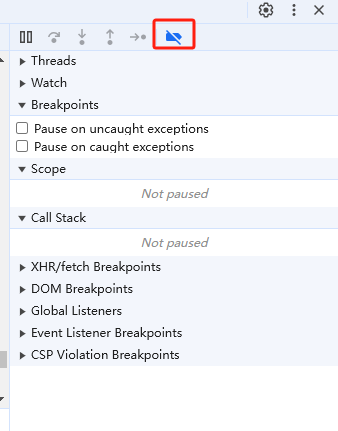 Threads
Watch
Breakpoints
Pause on uncaught exceptions
Pause on caught exceptions
Scope
Not paused
Call Stack
Not paused
XHR/fetch Breakpoints
DOM Breakpoints
Global Listeners
Event Listener Breakpoints
CSP Violation Breakpoints